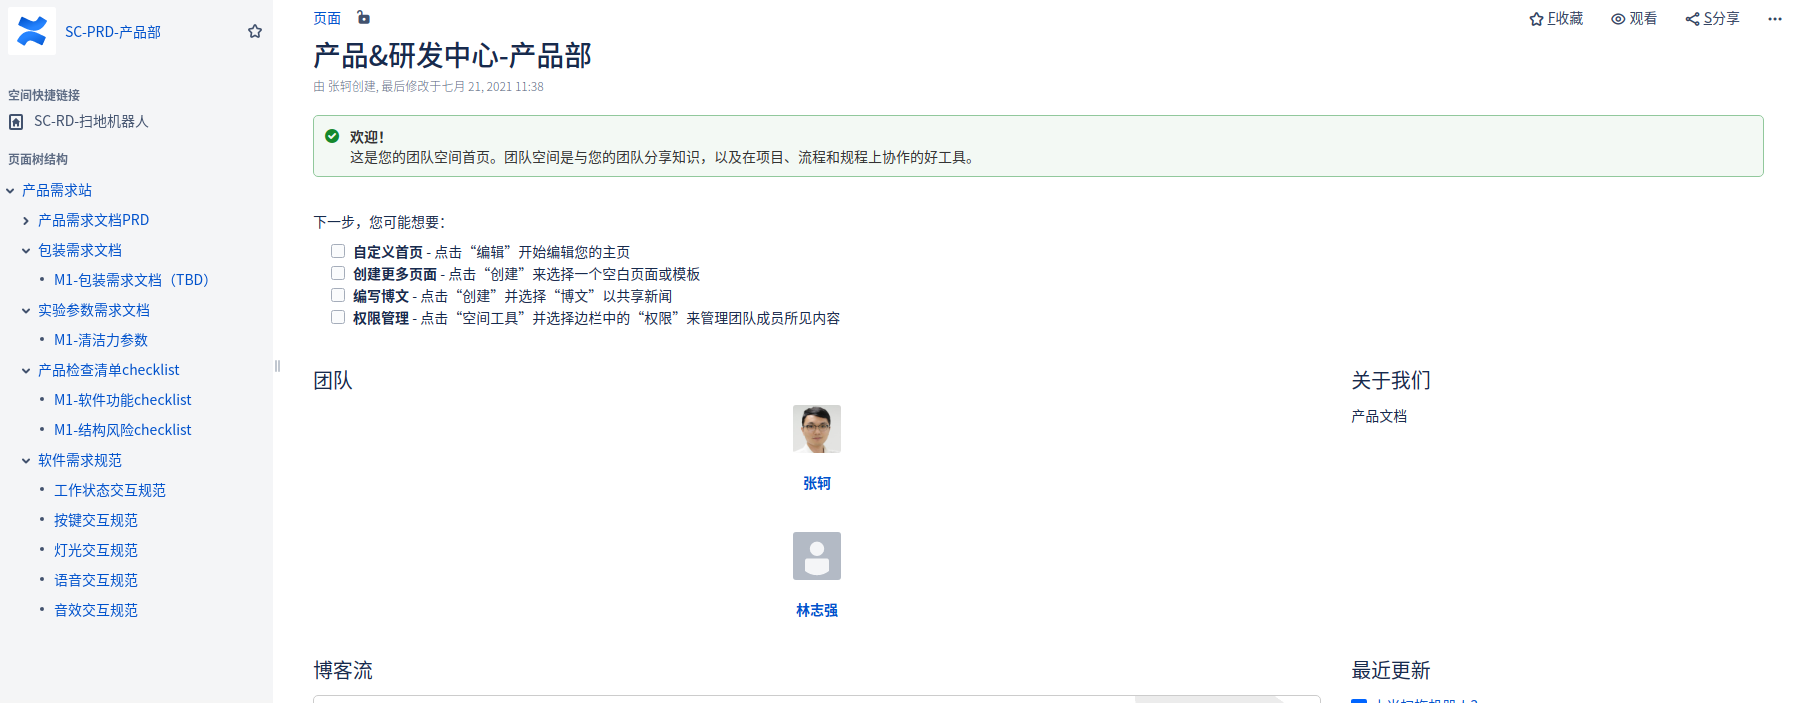 SC-PRD-产品部
空间快捷链接
SC-RD-扫地机器人
页面树结构
产品需求站
产品需求文档PRD
包装需求文档
M1-包装需求文档（TBD）
实验参数需求文档
M1-清洁力参数
产品检查清单checklist
M1-软件功能checklist
M1-结构风险checklist
软件需求规范
工作状态交互规范
按键交互规范
灯光交互规范
语音交互规范
音效交互规范
页面
F收藏
观看
S分享
产品&研发中心-产品部
由 张轲创建, 最后修改于七月 21, 2021 11:38
欢迎!
这是您的团队空间首页。团队空间是与您的团队分享知识，以及在项目、流程和规程上协作的好工具。
下一步，您可能想要：
自定义首页 - 点击“编辑”开始编辑您的主页
创建更多页面 - 点击“创建”来选择一个空白页面或模板
编写博文 - 点击“创建”并选择“博文”以共享新闻
权限管理 - 点击“空间工具”并选择边栏中的“权限”来管理团队成员所见内容
团队
张轲
林志强
关于我们
产品文档
博客流
最近更新